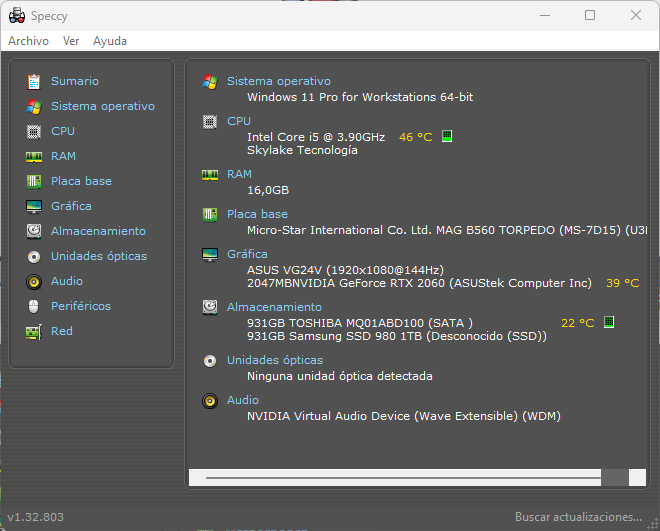 Speccy
Archivo Ver Ayuda
Sumario
Sistema operativo
CPU
RAM
Placa base
Gráfica
Almacenamiento
Unidades ópticas
Audio
Periféricos
Red
Sistema operativo
Windows 11 Pro for Workstations 64-bit
CPU
Intel Core i5 @ 3.90GHz 46 °C
Skylake Tecnología
RAM
16,0GB
Placa base
Micro-Star International Co. Ltd. MAG B560 TORPEDO (MS-7D15) (U3
Gráfica
ASUS VG24V (1920x1080@144Hz)
2047MBNVIDIA GeForce RTX 2060 (ASUStek Computer Inc) 39 °C
Almacenamiento
931GB TOSHIBA MQ01ABD100 (SATA ) 22 °C
931GB Samsung SSD 980 1TB (Desconocido (SSD))
Unidades ópticas
Ninguna unidad óptica detectada
Audio
NVIDIA Virtual Audio Device (Wave Extensible) (WDM)
v1.32.803
Buscar actualizaciones...